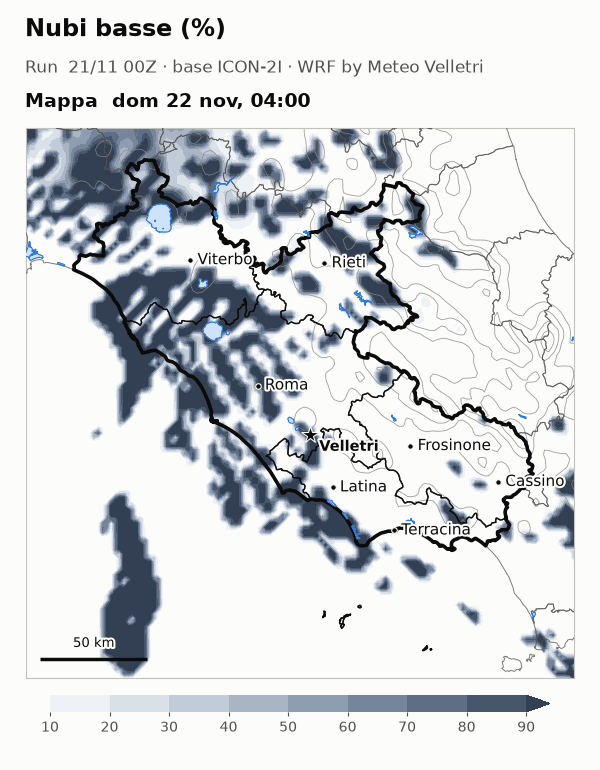 Nubi basse (%)
Run 21/11 00Z · base ICON-2I · WRF by Meteo Velletri
Mappa dom 22 nov, 04:00
Viterbo
Rieti
Roma
Velletri
Frosinone
Cassino
Latina
Terracina
50 km
10 20 30 40 50 60 70 80 90